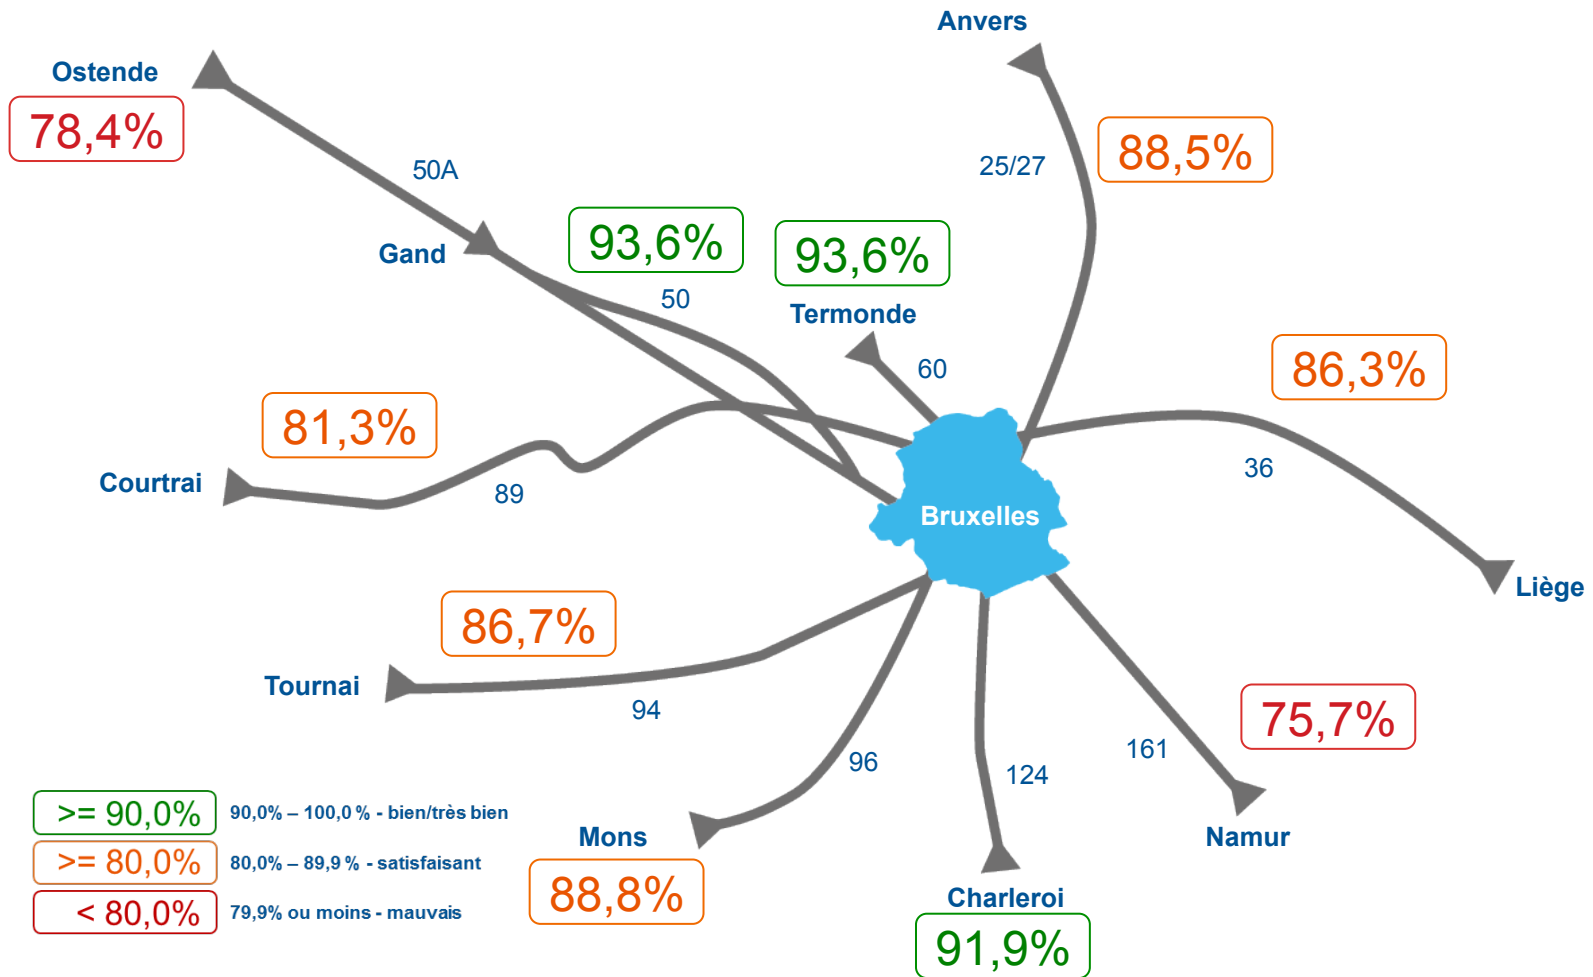 Anvers
Ostende
78,4%
88,5%
50A
25/27
93,6%
93,6%
Gand
50
Termonde
60
86,3%
81,3%
36
Courtrai
89
Bruxelles
Liège
86,7%
Tournai
94
75,7%
161
96
124
>= 90,0% 90,0% – 100,0 % - bien/très bien
Mons
Namur
>= 80,0% 80,0% – 89,9 % - satisfaisant
88,8%
Charleroi
< 80,0% 79,9% ou moins - mauvais
91,9%